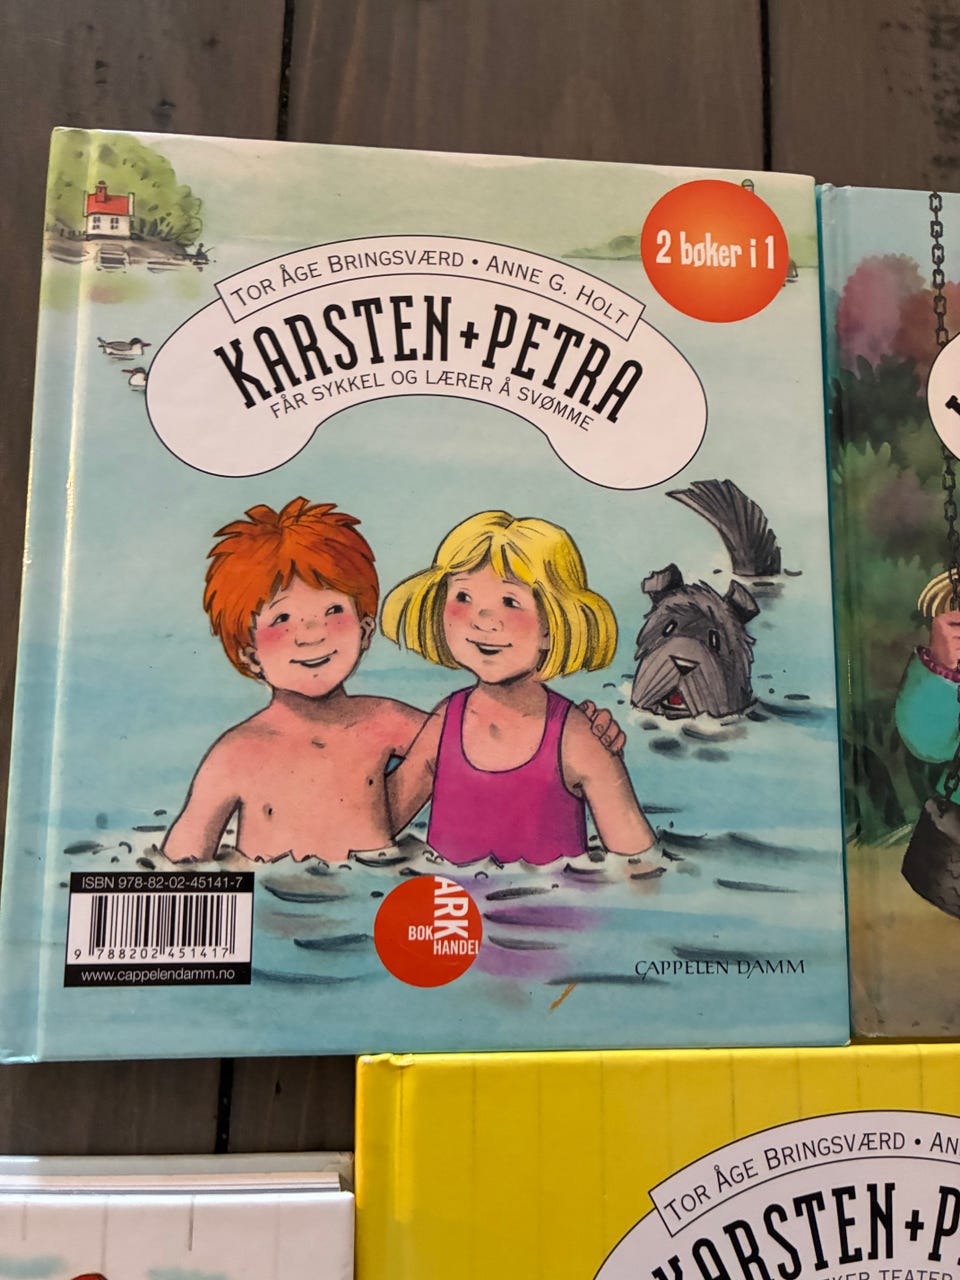 2 bøker i 1
TOR ÅGE BRINGSVÆRD • ANNE G. HOLT
KARSTEN + PETRA
FÅR SYKKEL OG LÆRER Å SVØMME
ISBN 978-82-02-45141-7
9 788202 451417
www.cappelendamm.no
ARK
BOK
HANDEL
CAPPELEN DAMM
TOR ÅGE BRINGSVÆRD • AN
KARSTEN + P
TEATER